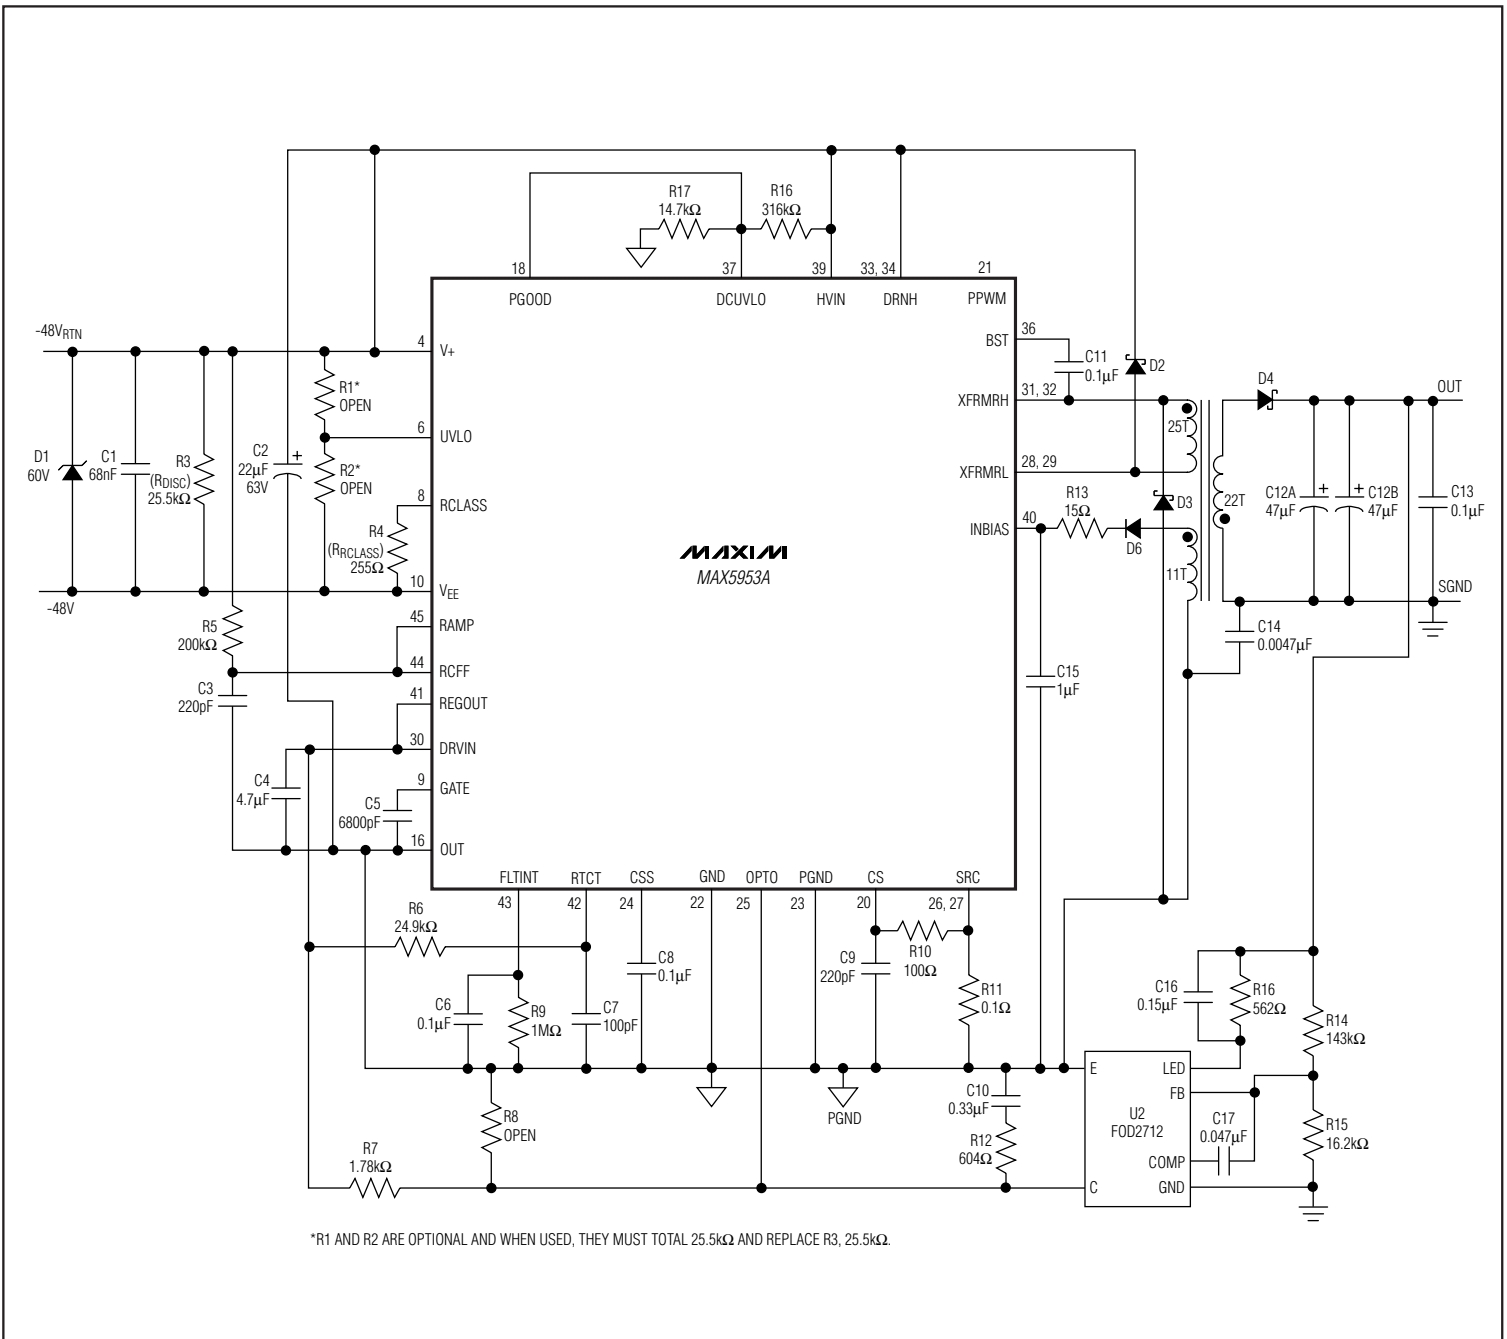 R17
14.7kΩ
R16
316kΩ
18
37
39
33, 34
21
PGOOD
DCUVLO
HVIN
DRNH
PPWM
-48VRTN
4
V+
36
BST
C11
0.1μF
D2
R1*
OPEN
31, 32
XFRMRH
D4
OUT
25T
6
UVLO
D1
60V
C1
68nF
R3
(RDISC)
25.5kΩ
C2
22μF
63V
+
R2*
OPEN
28, 29
XFRMRL
8
RCLASS
R4
(RRCLASS)
255Ω
R13
15Ω
D3
22T
C12A
47μF
+
C12B
47μF
+
C13
0.1μF
40
INBIAS
D6
MAXIM
MAX5953A
11T
10
VEE
-48V
SGND
45
RAMP
R5
200kΩ
C14
0.0047μF
44
RCFF
C3
220pF
41
REGOUT
C15
1μF
30
DRVIN
C4
4.7μF
9
GATE
C5
6800pF
16
OUT
FLTINT
RTCT
CSS
GND
OPTO
PGND
CS
SRC
43
42
24
22
25
23
20
26, 27
R6
24.9kΩ
C8
0.1μF
C9
220pF
R10
100Ω
R11
0.1Ω
C6
0.1μF
R9
1MΩ
C7
100pF
C16
0.15μF
R16
562Ω
R14
143kΩ
PGND
C10
0.33μF
E
LED
FB
U2
FOD2712
C17
0.047μF
R8
OPEN
R12
604Ω
R15
16.2kΩ
R7
1.78kΩ
COMP
C
GND
*R1 AND R2 ARE OPTIONAL AND WHEN USED, THEY MUST TOTAL 25.5kΩ AND REPLACE R3, 25.5kΩ.